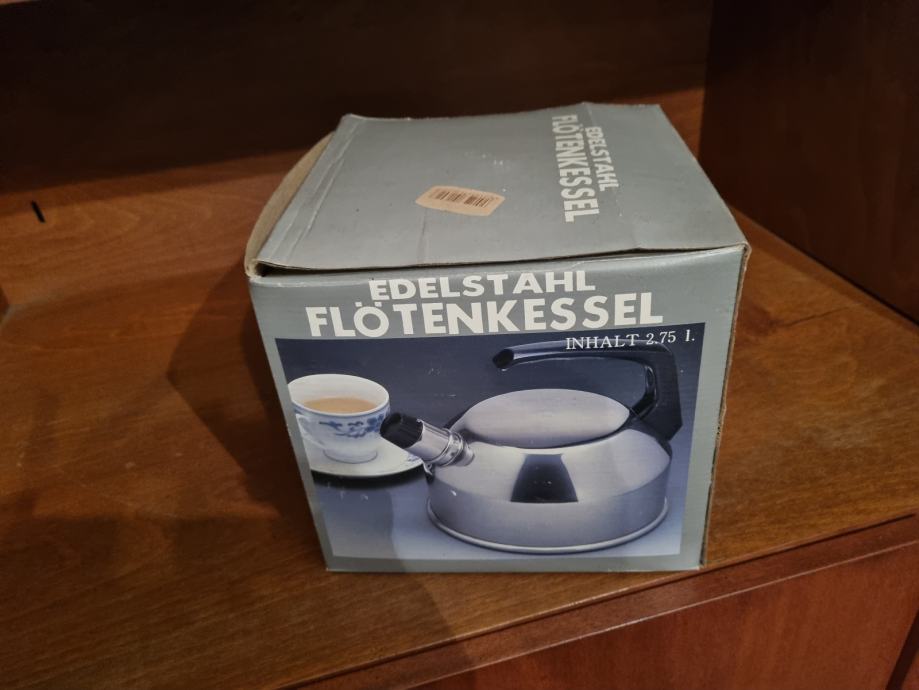 EDELSTAHL
FLÖTENKESSEL
EDELSTAHL
FLÖTENKESSEL
INHALT 2.75 l.